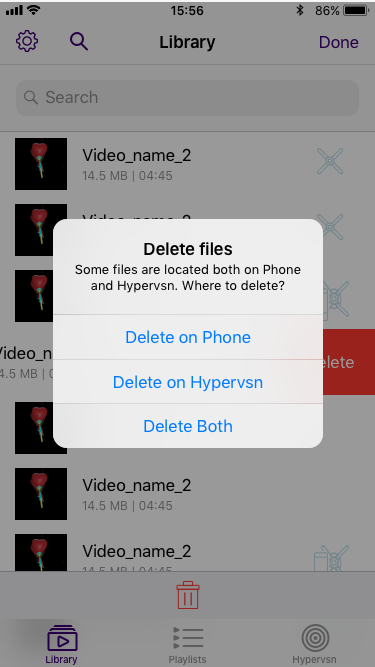 15:56
86%
Library
Done
Search
Video_name_2
14.5 MB | 04:45
Video_name_2
Delete files
Some files are located both on Phone
and Hypervsn. Where to delete?
Delete on Phone
/ideo_n
elete
4.5 MB | 0
Delete on Hypervsn
Delete Both
Video_name_2
14.5 MB | 04:45
Video_name_2
14.5 MB | 04:45
Library
Playlists
Hypervsn